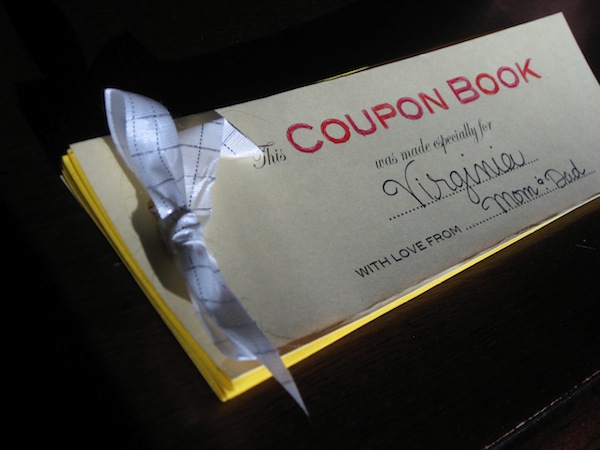 This COUPON BOOK
was made especially for
Virginia
WITH LOVE FROM Mom & Dad